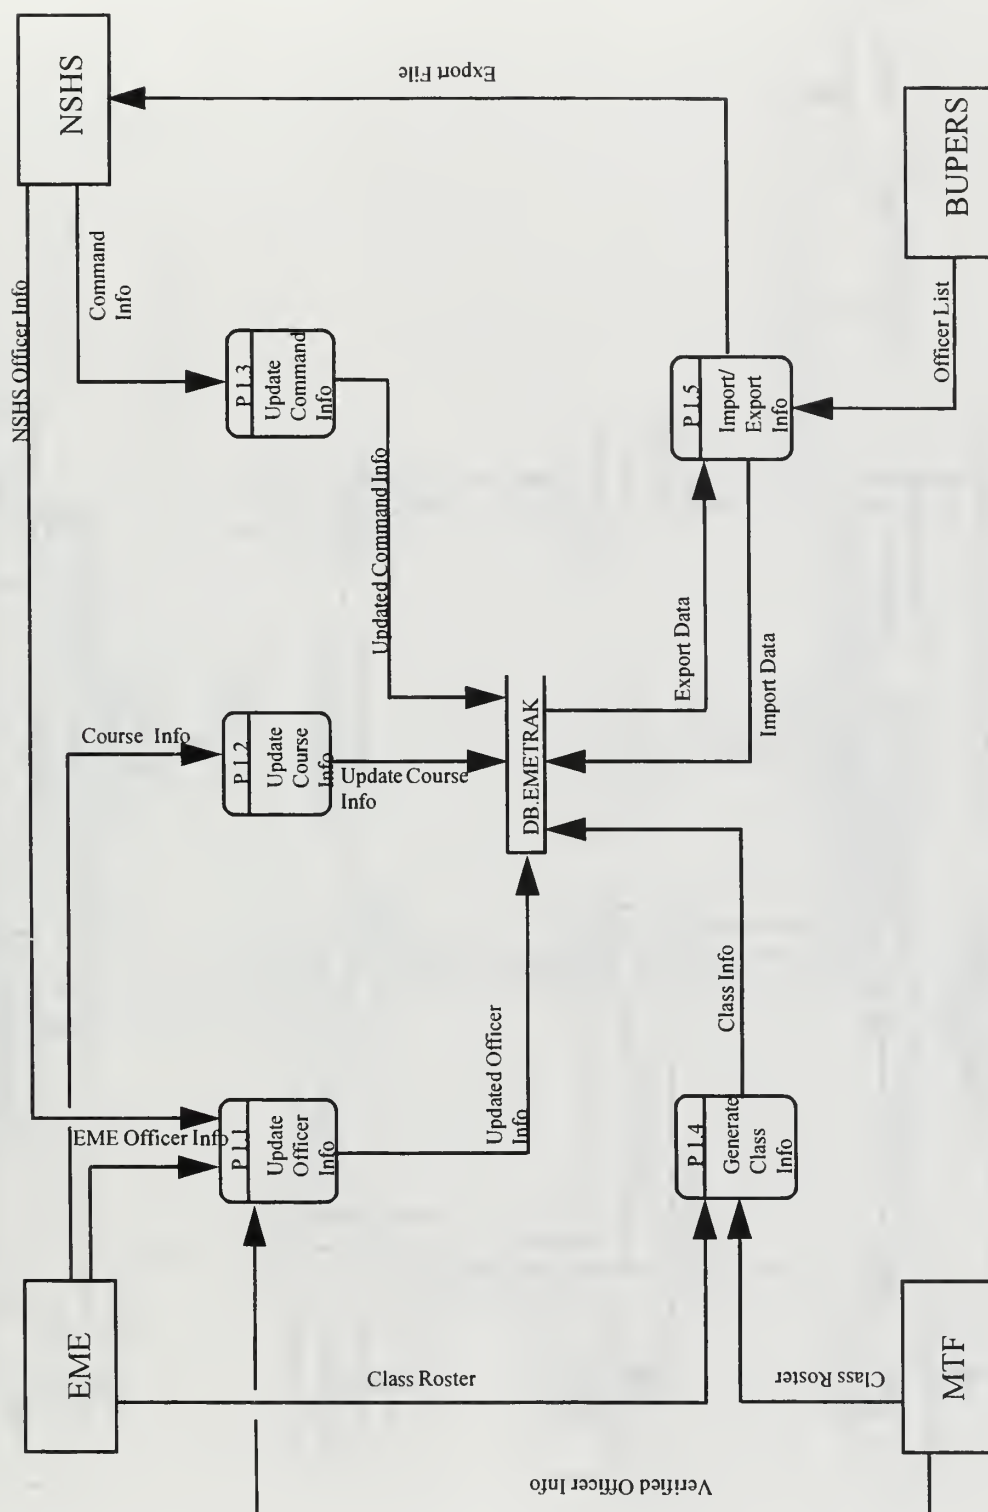 NSHS
Export File
BUPERS
NSHS Officer Info
Command
Info
Officer List
P 1.3
Update
Command
Info
P 1.5
Import/
Export
Info
Updated Command Info
Export Data
Import Data
Course Info
P 1.2
Update
Course
Info
Update Course
Info
DB.EMETRAK
Updated Officer
Info
Class Info
EME Officer Info
P 1.1
Update
Officer
Info
P 1.4
Generate
Class
Info
EME
Class Roster
Class Roster
MTF
Verified Officer Info